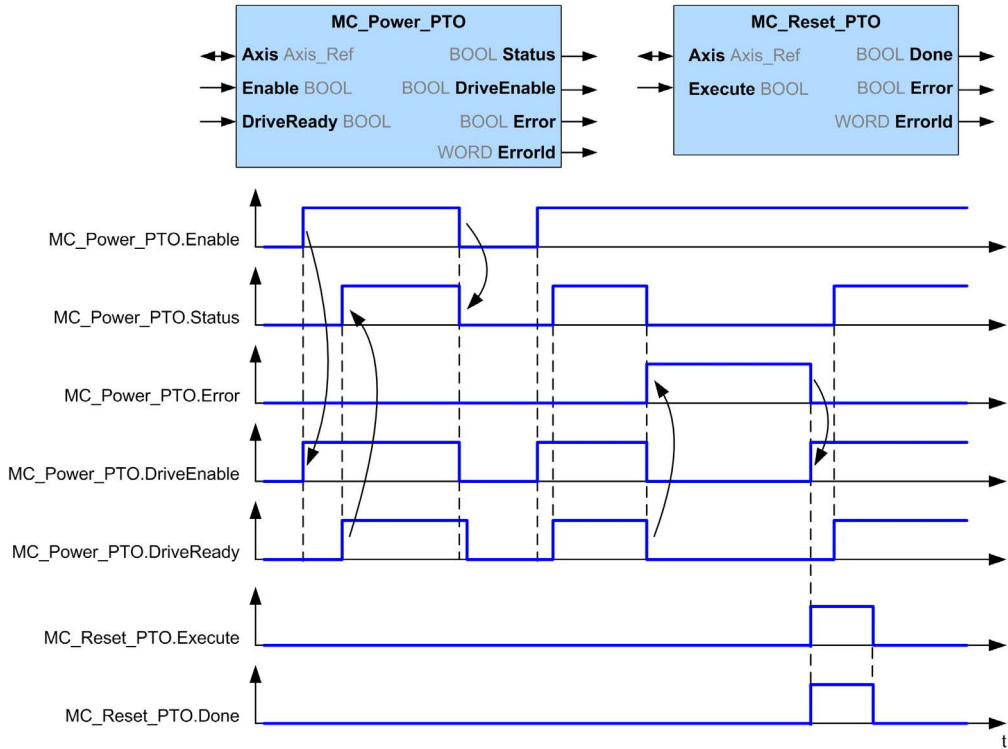 MC_Power_PTO
Axis Axis_Ref BOOL Status
Enable BOOL BOOL DriveEnable
DriveReady BOOL BOOL Error
WORD ErrorId
MC_Reset_PTO
Axis Axis_Ref BOOL Done
Execute BOOL BOOL Error
WORD ErrorId
MC_Power_PTO.Enable
MC_Power_PTO.Status
MC_Power_PTO.Error
MC_Power_PTO.DriveEnable
MC_Power_PTO.DriveReady
MC_Reset_PTO.Execute
MC_Reset_PTO.Done
t